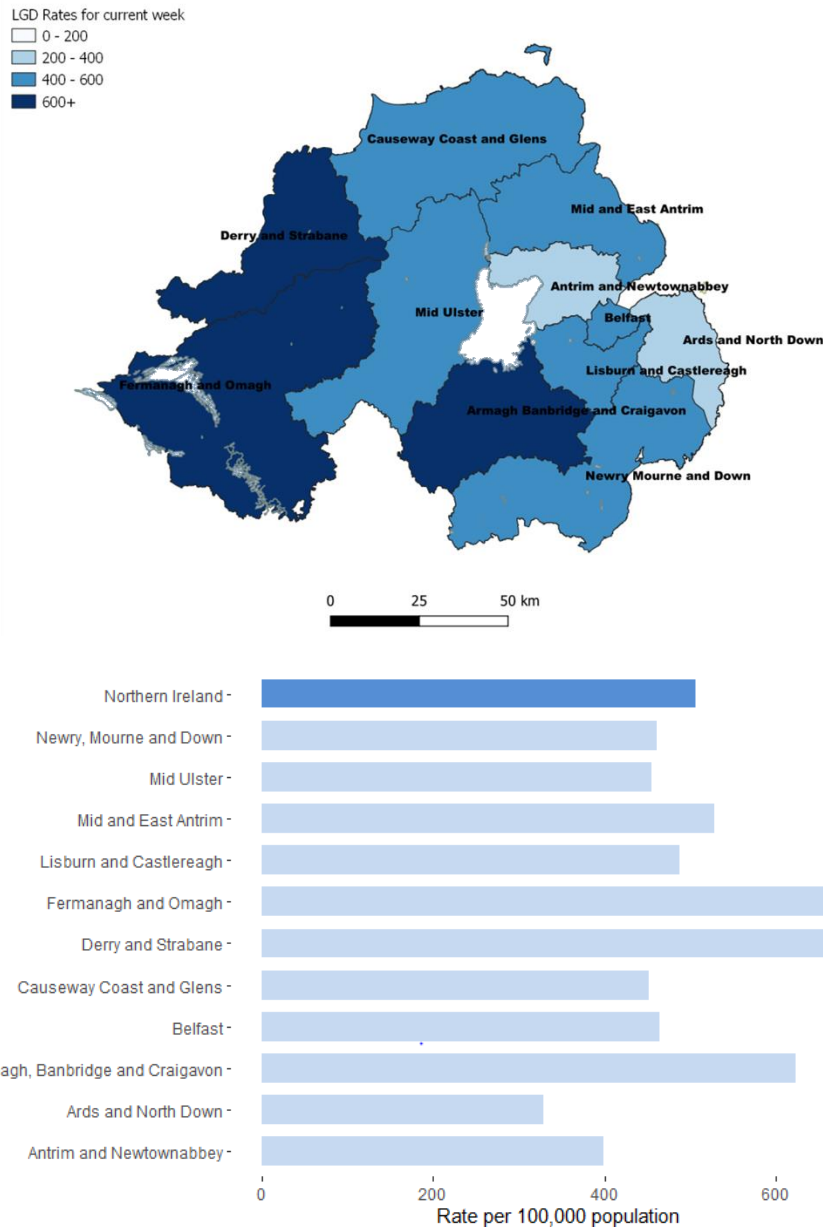 LGD Rates for current week
0 - 200
200 - 400
400 - 600
600+
Causeway Coast and Glens
Mid and East Antrim
Derry and Strabane
Antrim and Newtownabbey
Mid Ulster
Belfast
Ards and North Down
Lisburn and Castlereagh
Fermanagh and Omagh
Armagh Banbridge and Craigavon
Newry Mourne and Down
0 25 50 km
Northern Ireland
Newry, Mourne and Down
Mid Ulster
Mid and East Antrim
Lisburn and Castlereagh
Fermanagh and Omagh
Derry and Strabane
Causeway Coast and Glens
Belfast
agh, Banbridge and Craigavon
Ards and North Down
Antrim and Newtownabbey
0 200 400 600
Rate per 100,000 population